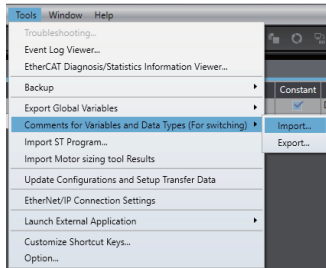 Tools Window Help
Troubleshooting...
Event Log Viewer...
EtherCAT Diagnosis/Statistics Information Viewer...
Backup
Constant
Export Global Variables
Comments for Variables and Data Types (For switching)
Import...
Import ST Program...
Export...
Import Motor sizing tool Results
Update Configurations and Setup Transfer Data
EtherNet/IP Connection Settings
Launch External Application
Customize Shortcut Keys...
Option...